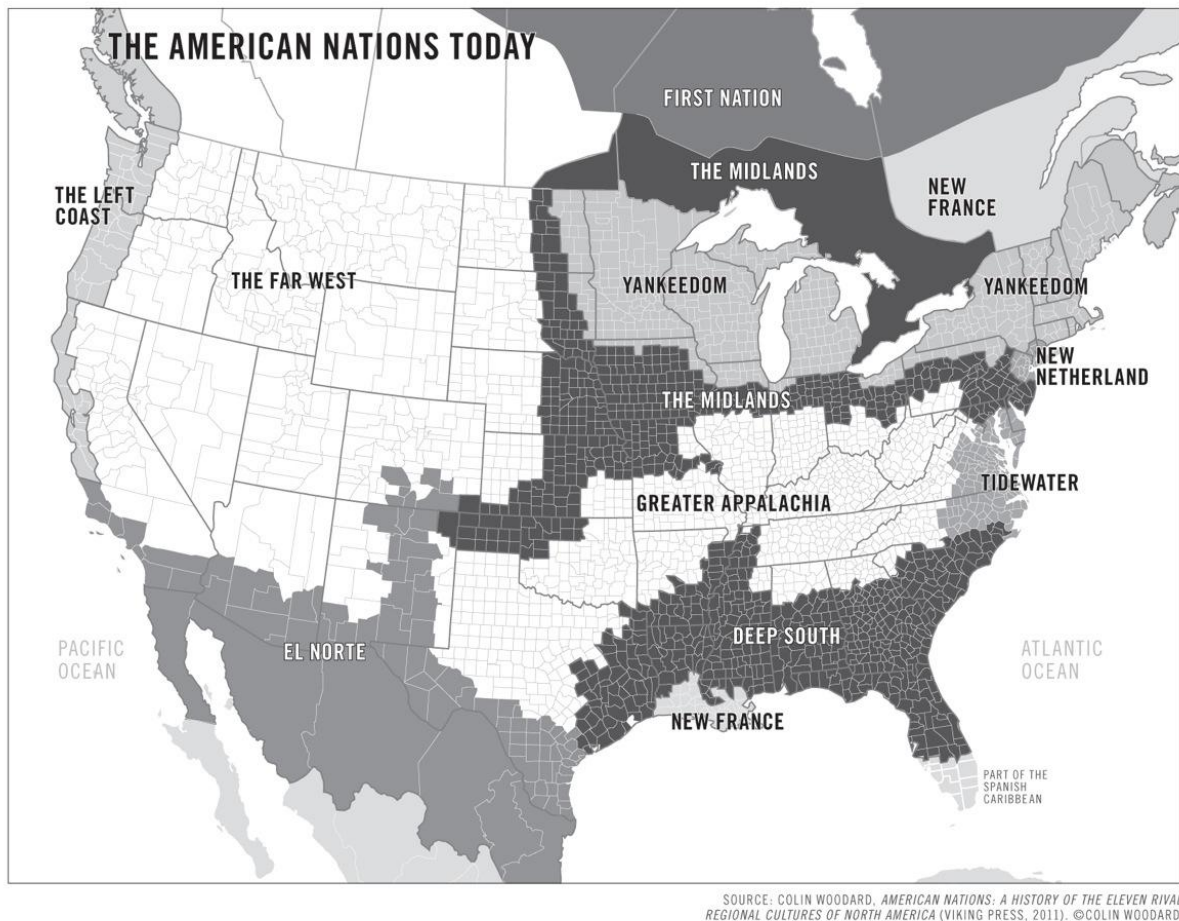 THE AMERICAN NATIONS TODAY
FIRST NATION
THE MIDLANDS
THE LEFT
COAST
NEW
FRANCE
THE FAR WEST
YANKEEDOM
YANKEEDOM
NEW
NETHERLAND
THE MIDLANDS
TIDEWATER
GREATER APPALACHIA
PACIFIC
OCEAN
EL NORTE
DEEP SOUTH
ATLANTIC
OCEAN
NEW FRANCE
PART OF THE
SPANISH
CARIBBEAN
SOURCE: COLIN WOODARD, AMERICAN NATIONS: A HISTORY OF THE ELEVEN RIVA
REGIONAL CULTURES OF NORTH AMERICA (VIKING PRESS, 2011). ©COLIN WOODARD